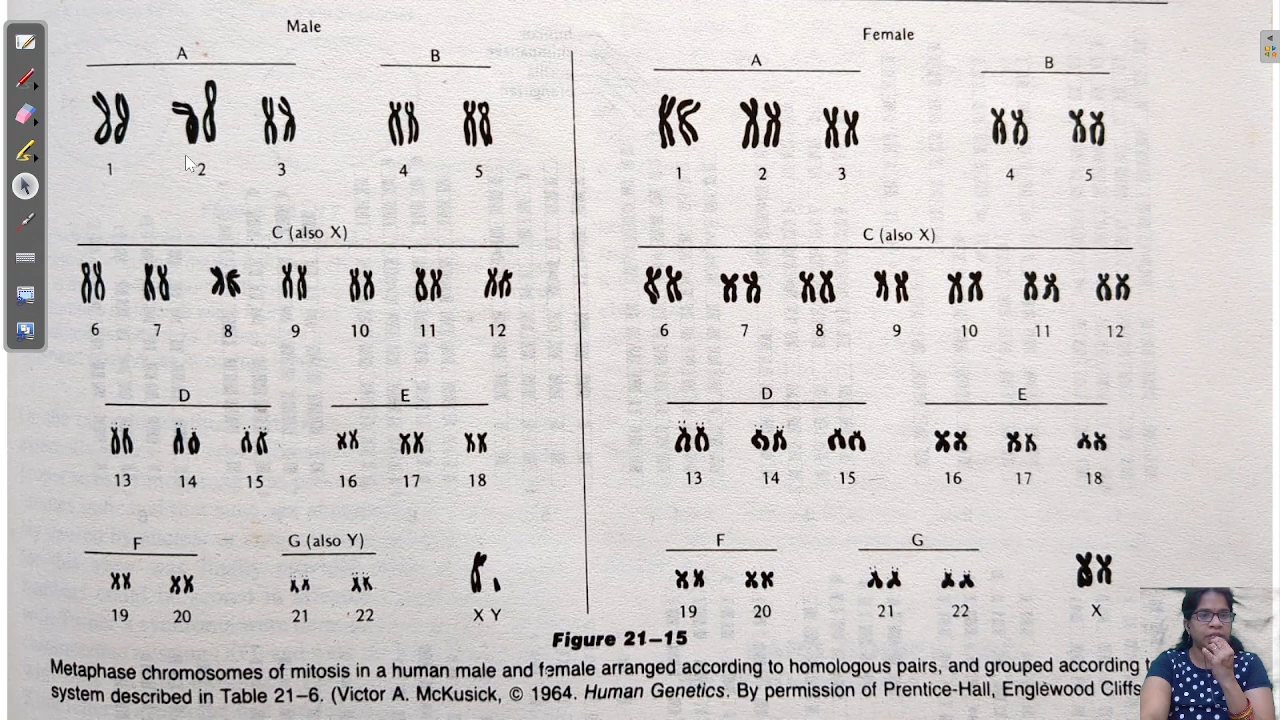 Male
Female
A
B
A
B
1 2 3 4 5
1 2 3 4 5
C (also X)
C (also X)
6 7 8 9 10 11 12
6 7 8 9 10 11 12
D
E
D
E
13 14 15 16 17 18
13 14 15 16 17 18
F
G (also Y)
F
G
19 20 21 22 X Y
19 20 21 22 X
Figure 21–15
Metaphase chromosomes of mitosis in a human male and female arranged according to homologous pairs, and grouped according
system described in Table 21–6. (Victor A. McKusick, © 1964. Human Genetics. By permission of Prentice-Hall, Englewood Cliffs